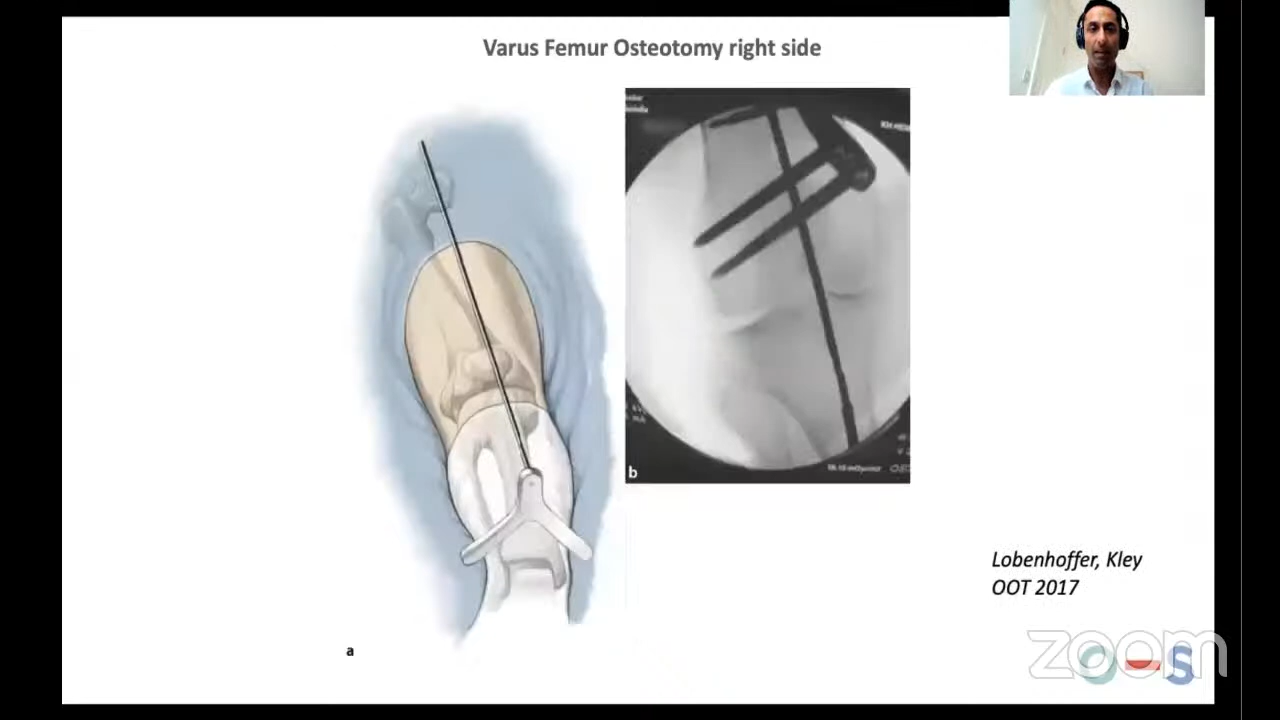 Varus Femur Osteotomy right side
b
Lobenhoffer, Kley
OOT 2017
zoom
O-S
a